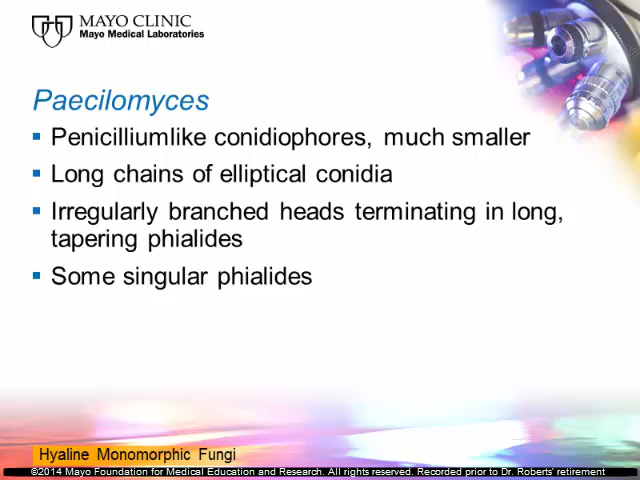 MAYO CLINIC
Mayo Medical Laboratories
Paecilomyces
Penicilliumlike conidiophores, much smaller
Long chains of elliptical conidia
Irregularly branched heads terminating in long,
tapering phialides
Some singular phialides
Hyaline Monomorphic Fungi
©2014 Mayo Foundation for Medical Education and Research. All rights reserved. Recorded prior to Dr. Roberts' retirement